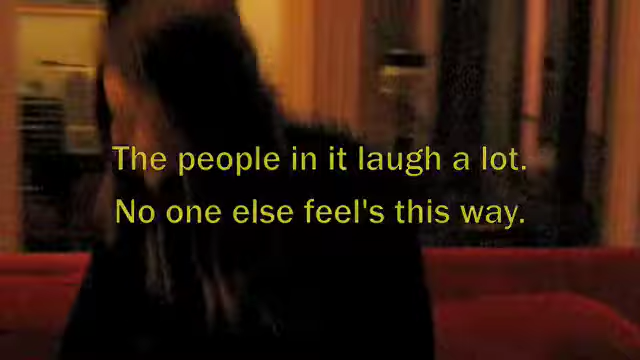 The people in it laugh a lot.
No one else feel's this way.